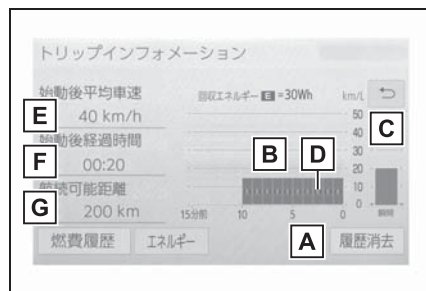 トリップインフォメーション
始動後平均車速
回収エネルギー E =30Wh
km/L
E
40 km/h
50
C
始動後経過時間
40
F
B
D
30
00:20
20
航続可能距離
10
G
0
200 km
15分前
10
5
0
瞬間
燃費履歴
エネルギー
A
履歴消去